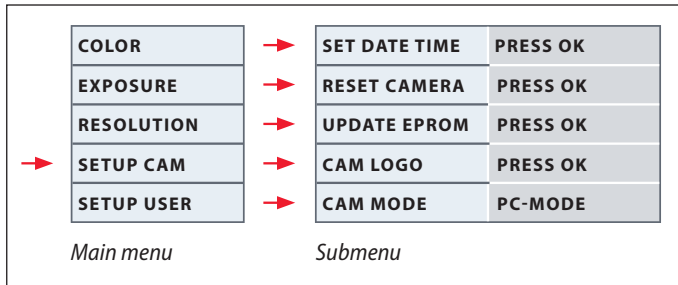 COLOR SET DATE TIME PRESS OK
EXPOSURE RESET CAMERA PRESS OK
RESOLUTION UPDATE EPROM PRESS OK
SETUP CAM CAM LOGO PRESS OK
SETUP USER CAM MODE PC-MODE
Main menu Submenu